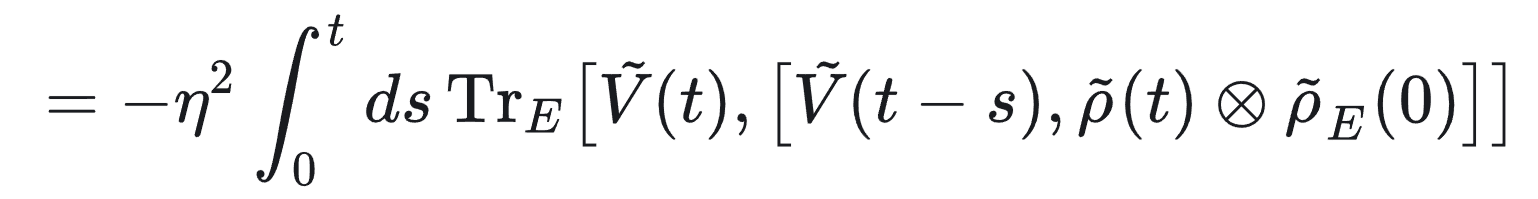 = −η² ∫₀ᵗ ds Tr_E [Ṽ(t), [Ṽ(t − s), ρ̃(t) ⊗ ρ̃_E(0)]]